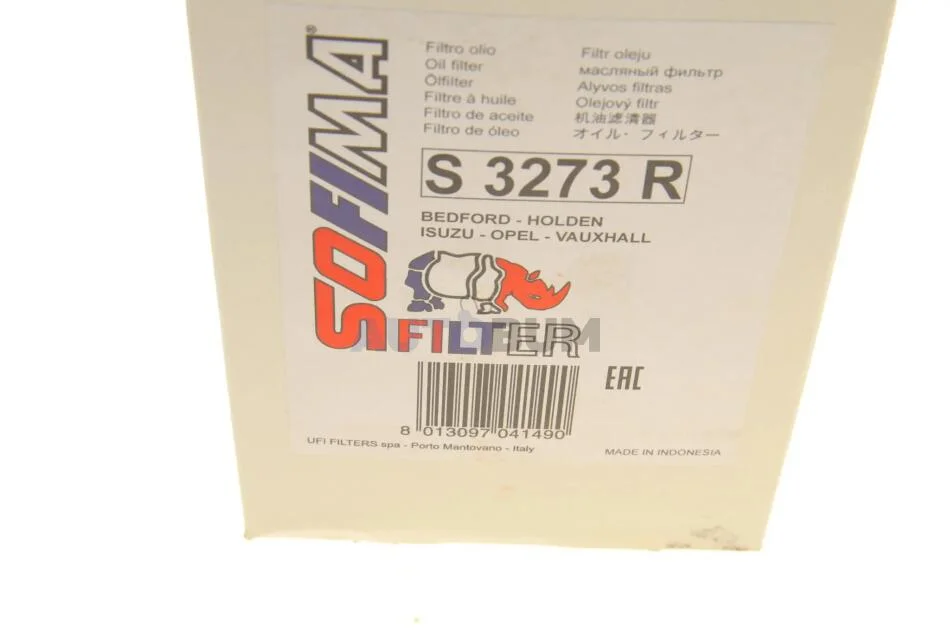 SOFIMA®
Filtro olio
Oil filter
Ölfilter
Filtre à huile
Filtro de aceite
Filtro de óleo
Filtr oleju
масляный фильтр
Alyvos filtras
Olejový filtr
机油滤清器
オイル・フィルター
S 3273 R
BEDFORD - HOLDEN
ISUZU - OPEL - VAUXHALL
FILTER
AUTOBUM
EAC
8 013097 041490
UFI FILTERS spa - Porto Mantovano - Italy
MADE IN INDONESIA